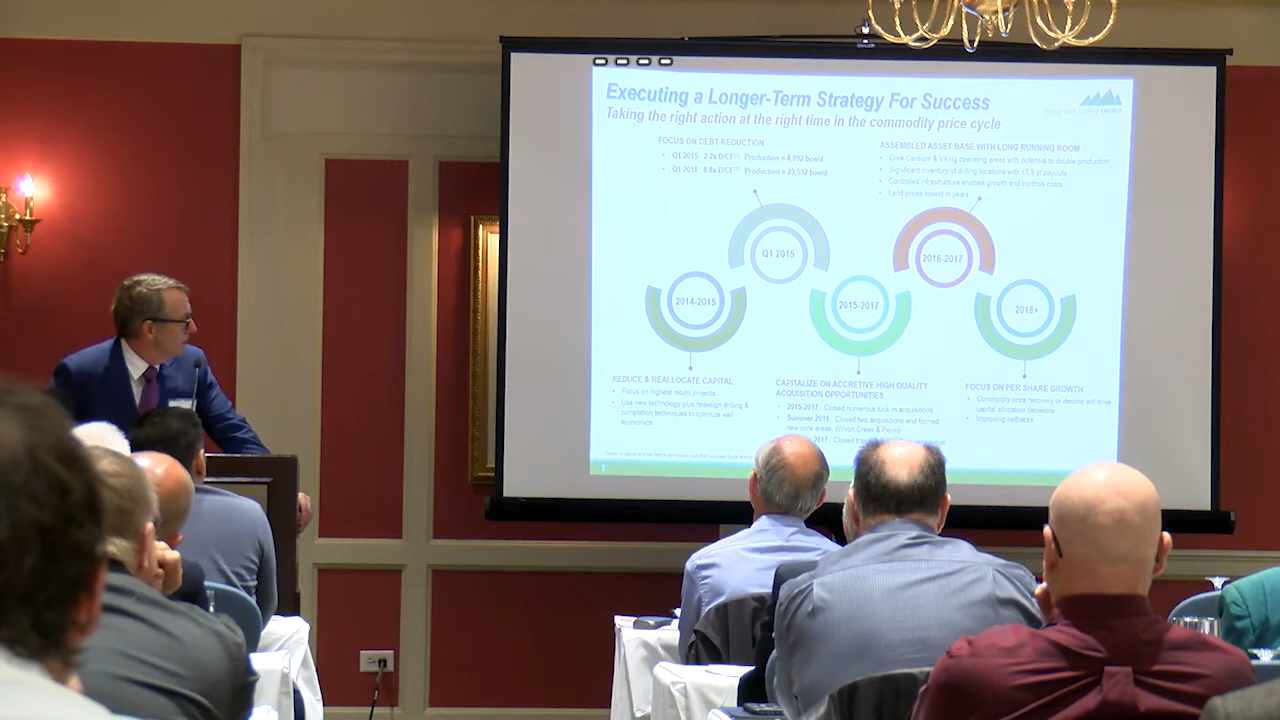 Executing a Longer-Term Strategy For Success
Taking the right action at the right time in the commodity price cycle
FOCUS ON DEBT REDUCTION
• Q1 2015: 2.2x D/CF Production = 8,092 boe/d
• Q1 2018: 0.8x D/CF Production = 21,532 boe/d
ASSEMBLED ASSET BASE WITH LONG RUNNING ROOM
• Core Cardium & Viking operating areas with potential to double production
• Significant inventory of drilling locations with <1.5 yr payouts
• Controlled infrastructure enables growth and controls costs
• Land prices lowest in years
Q1 2015
2016-2017
2014-2015
2015-2017
2018+
REDUCE & REALLOCATE CAPITAL
• Focus on highest return projects
• Use new technology plus redesign drilling &
completion techniques to optimize well
economics
CAPITALIZE ON ACCRETIVE HIGH QUALITY
ACQUISITION OPPORTUNITIES
• 2015-2017: Closed numerous tuck-in acquisitions
• Summer 2016: Closed two acquisitions and formed
new core areas, Wilson Creek & Penny
2017: Closed
FOCUS ON PER SHARE GROWTH
• Commodity price recovery or decline will drive
capital allocation decisions
• Improving netbacks
7